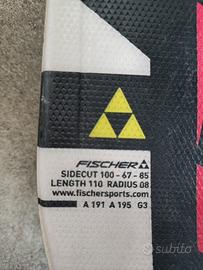 FISCHER
SIDECUT 100 - 67 - 85
LENGTH 110 RADIUS 08
www.fischersports.com
A 191 A 195 G3
subito